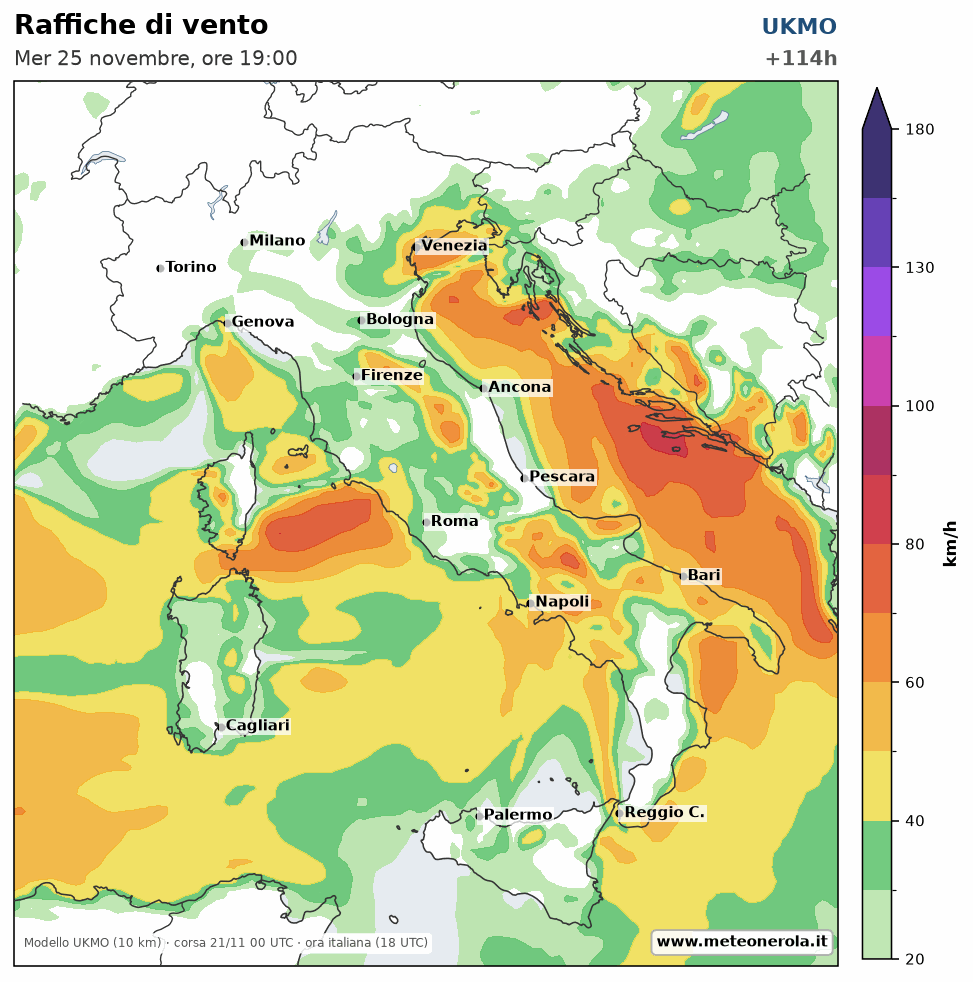 Raffiche di vento
UKMO
Mer 25 novembre, ore 19:00
+114h
180
Venezia
Milano
Torino
130
Genova
Bologna
Firenze
Ancona
100
Pescara
Roma
80
km/h
Bari
Napoli
60
Cagliari
Palermo
Reggio C.
40
Modello UKMO (10 km) · corsa 21/11 00 UTC · ora italiana (18 UTC)
www.meteonerola.it
20